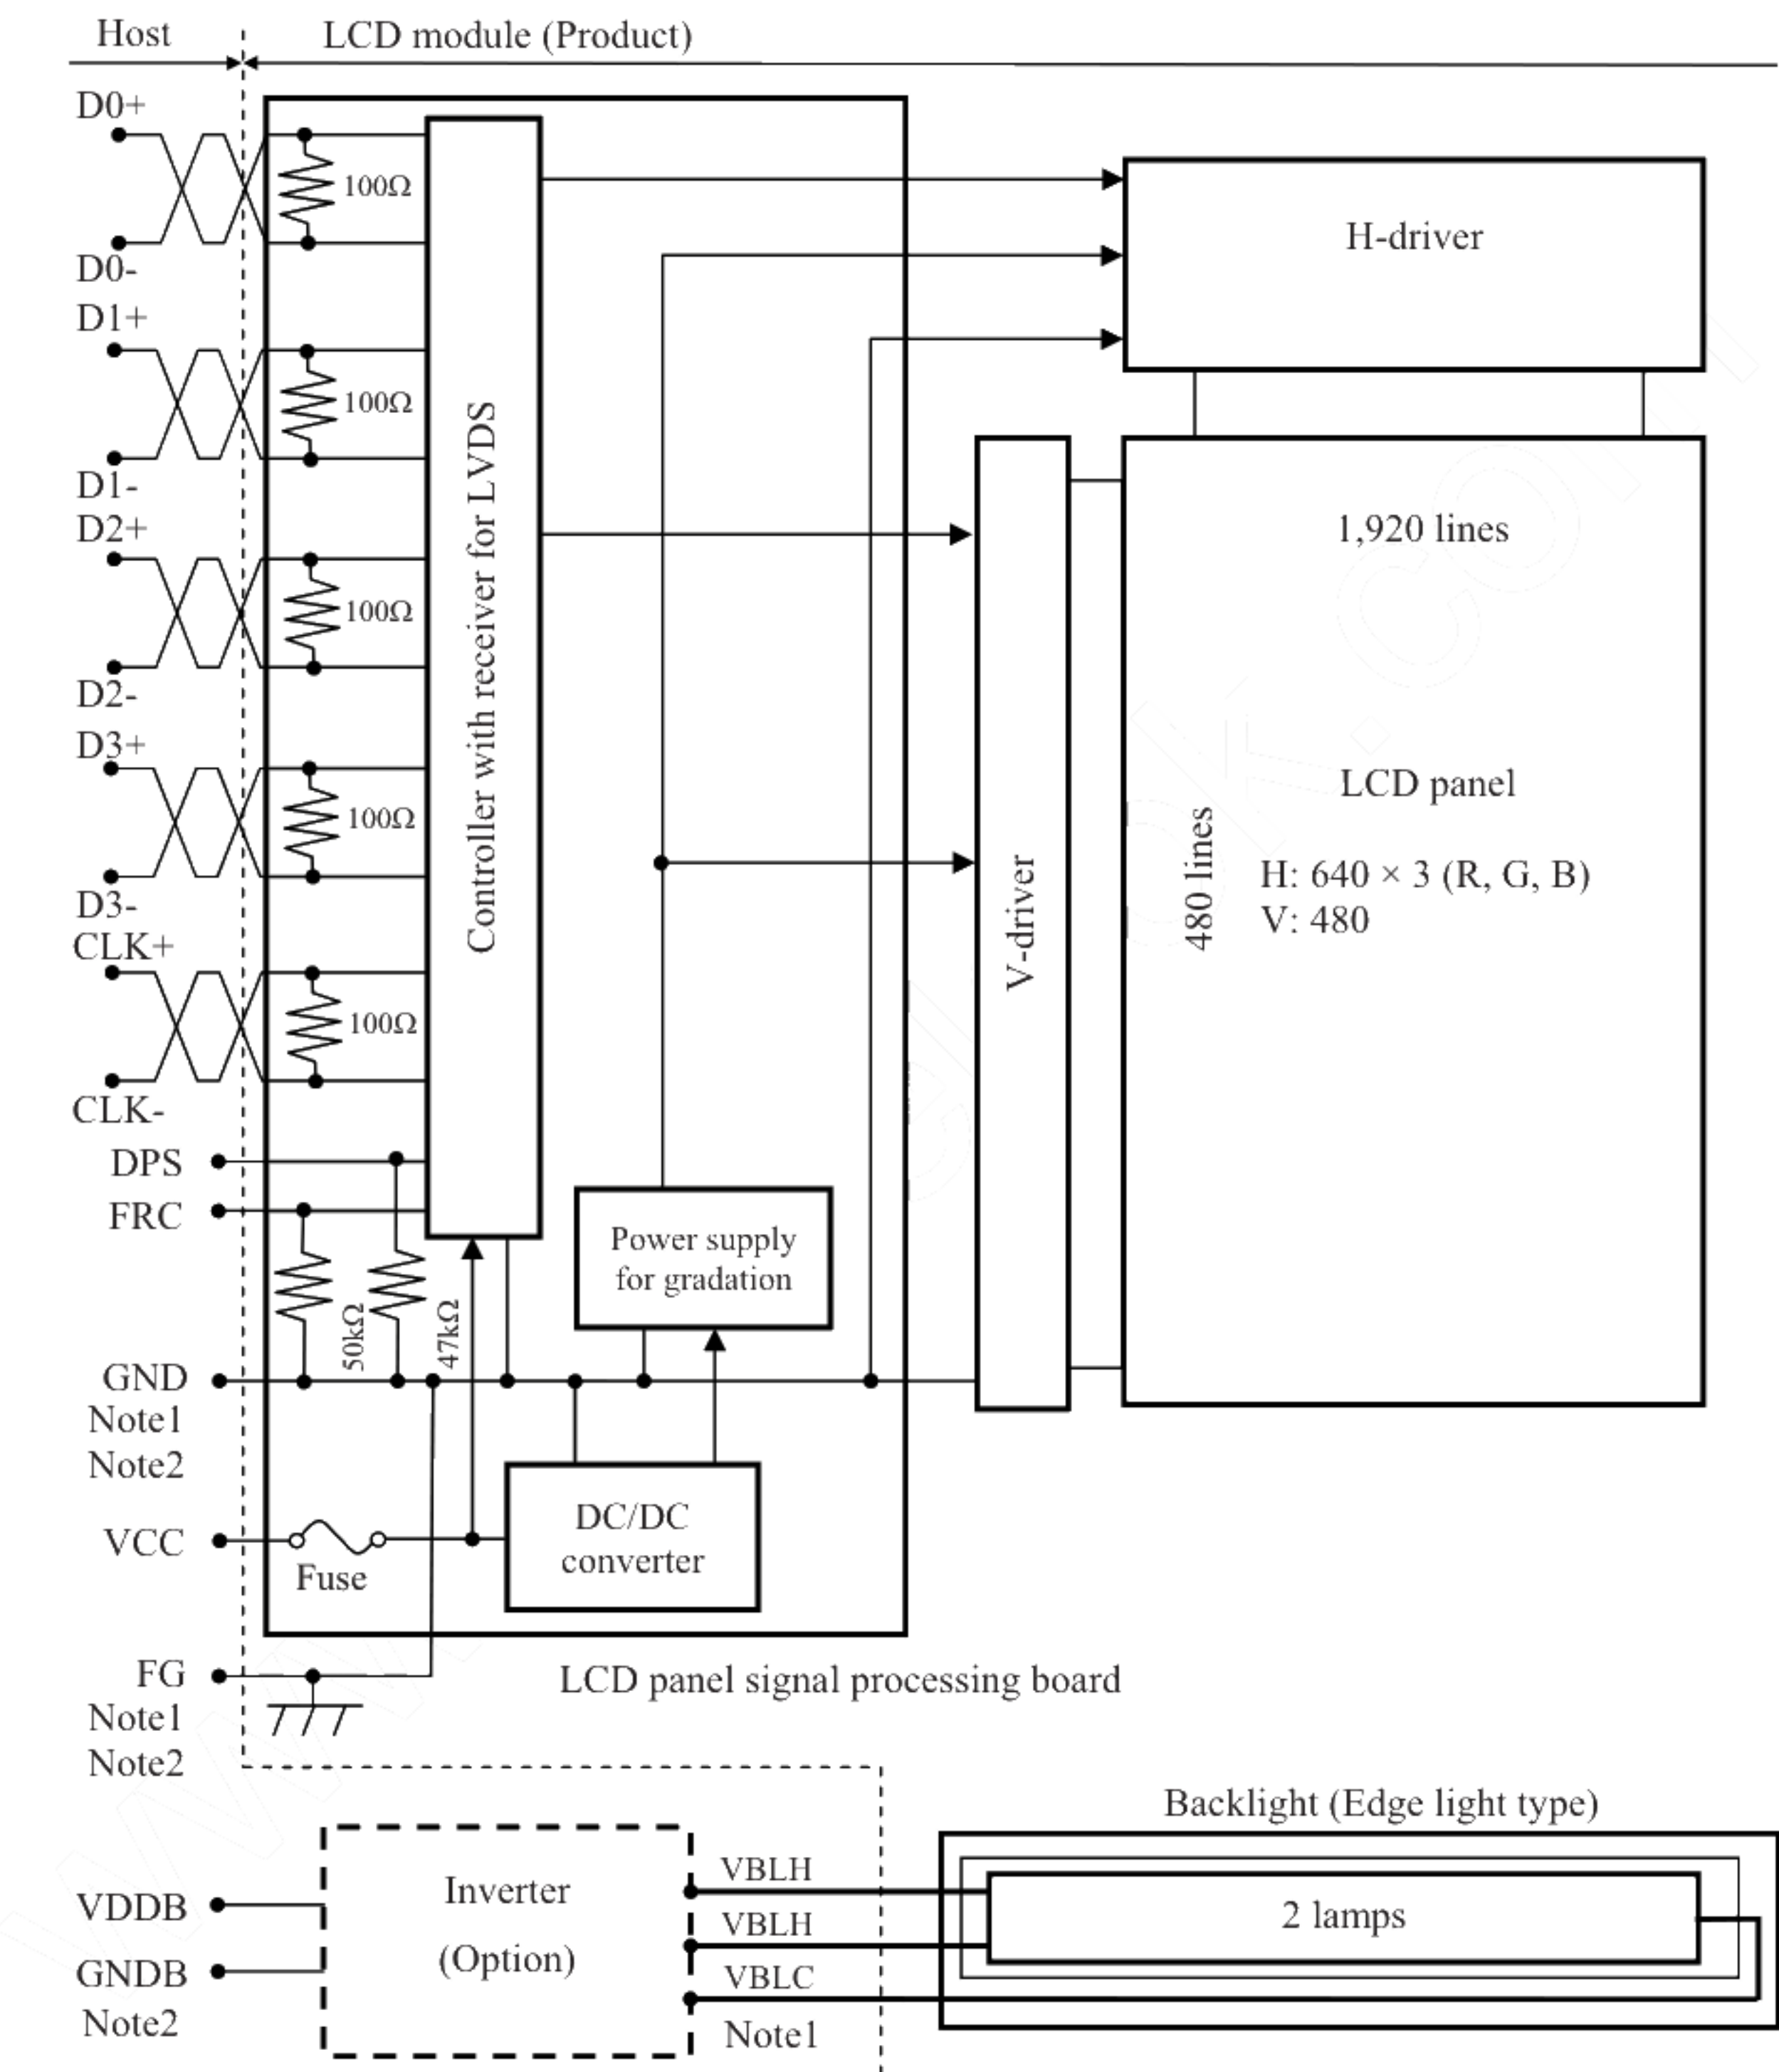 Host
LCD module (Product)
D0+
100Ω
D0-
D1+
100Ω
D1-
D2+
100Ω
D2-
D3+
100Ω
D3-
CLK+
100Ω
CLK-
DPS
FRC
50kΩ
47kΩ
GND
Note1
Note2
VCC
Fuse
FG
Note1
Note2
Controller with receiver for LVDS
Power supply
for gradation
DC/DC
converter
LCD panel signal processing board
H-driver
V-driver
1,920 lines
480 lines
LCD panel
H: 640 × 3 (R, G, B)
V: 480
Backlight (Edge light type)
VDDB
GNDB
Note2
Inverter
(Option)
VBLH
VBLH
VBLC
Note1
2 lamps